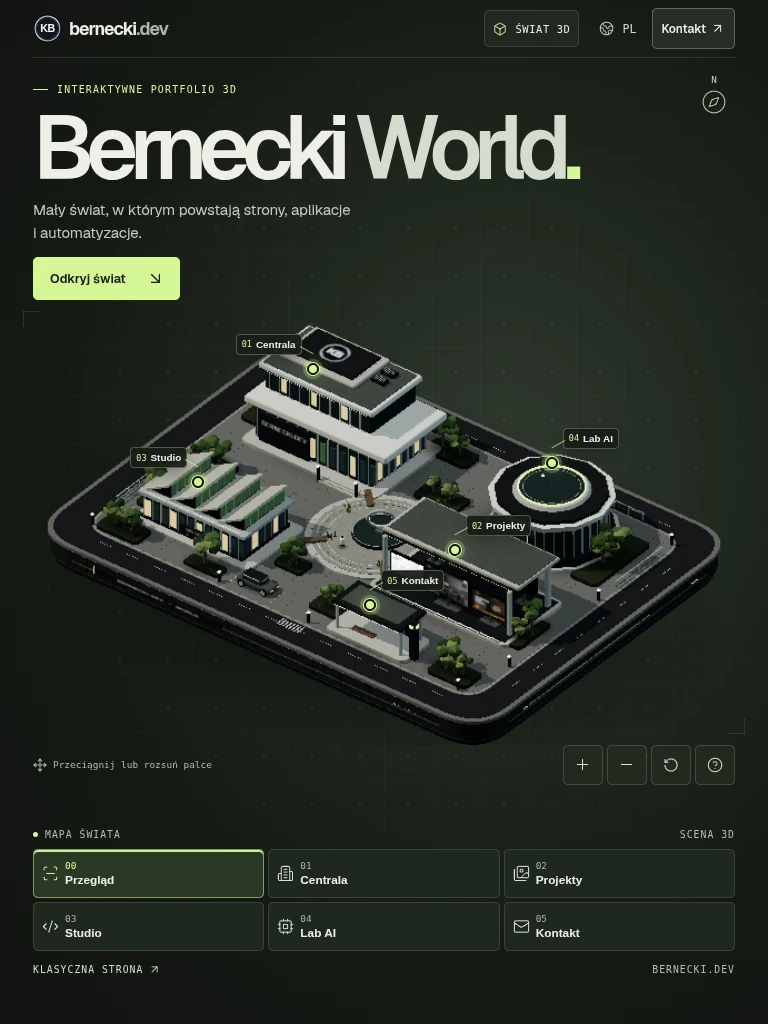 KB bernecki.dev
ŚWIAT 3D
PL
Kontakt
INTERAKTYWNE PORTFOLIO 3D
N
Bernecki World.
Mały świat, w którym powstają strony, aplikacje
i automatyzacje.
Odkryj świat
KB
01 Centrala
04 Lab AI
03 Studio
02 Projekty
05 Kontakt
Przeciągnij lub rozsuń palce
MAPA ŚWIATA
SCENA 3D
00
Przegląd
01
Centrala
02
Projekty
03
Studio
04
Lab AI
05
Kontakt
KLASYCZNA STRONA
BERNECKI.DEV